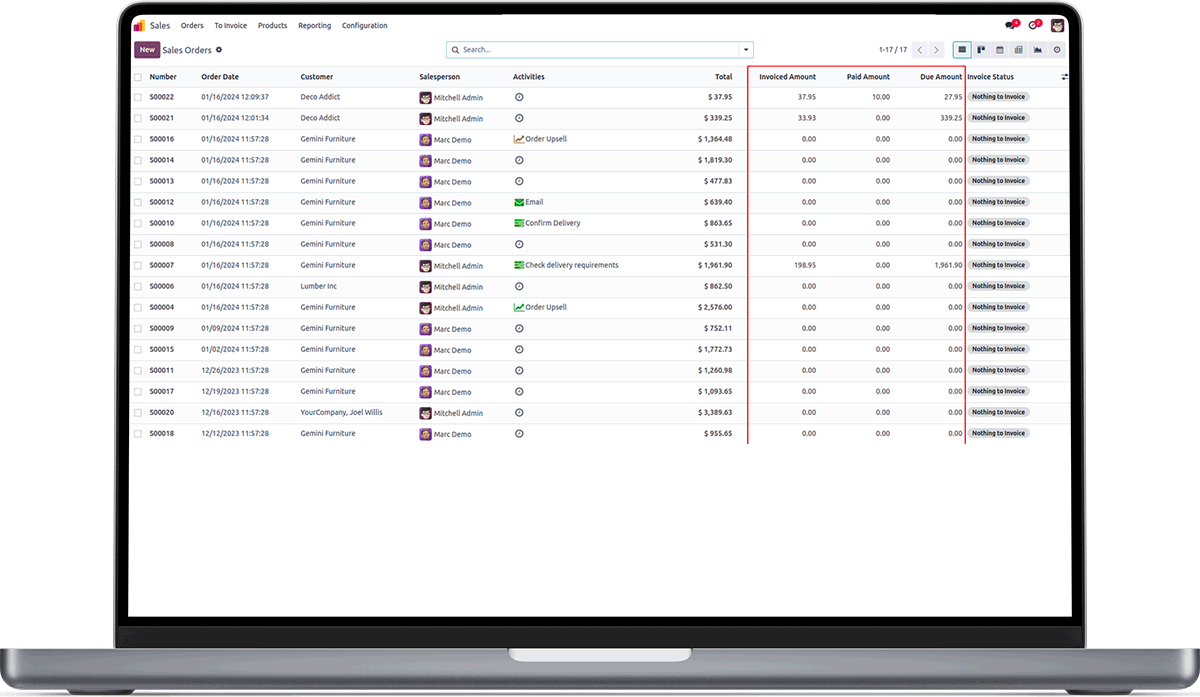 Sales Orders To Invoice Products Reporting Configuration 4 2
New Sales Orders Search... 1-17 / 17
Number Order Date Customer Salesperson Activities Total Invoiced Amount Paid Amount Due Amount Invoice Status
S00022 01/16/2024 12:09:37 Deco Addict Mitchell Admin $ 37.95 37.95 10.00 27.95 Nothing to Invoice
S00021 01/16/2024 12:01:34 Deco Addict Mitchell Admin $ 339.25 33.93 0.00 339.25 Nothing to Invoice
S00016 01/16/2024 11:57:28 Gemini Furniture Marc Demo Order Upsell $ 1,364.48 0.00 0.00 0.00 Nothing to Invoice
S00014 01/16/2024 11:57:28 Gemini Furniture Marc Demo $ 1,819.30 0.00 0.00 0.00 Nothing to Invoice
S00013 01/16/2024 11:57:28 Gemini Furniture Marc Demo $ 477.83 0.00 0.00 0.00 Nothing to Invoice
S00012 01/16/2024 11:57:28 Gemini Furniture Marc Demo Email $ 639.40 0.00 0.00 0.00 Nothing to Invoice
S00010 01/16/2024 11:57:28 Gemini Furniture Marc Demo Confirm Delivery $ 863.65 0.00 0.00 0.00 Nothing to Invoice
S00008 01/16/2024 11:57:28 Gemini Furniture Marc Demo $ 531.30 0.00 0.00 0.00 Nothing to Invoice
S00007 01/16/2024 11:57:28 Gemini Furniture Mitchell Admin Check delivery requirements $ 1,961.90 198.95 0.00 1,961.90 Nothing to Invoice
S00006 01/16/2024 11:57:28 Lumber Inc Mitchell Admin $ 862.50 0.00 0.00 0.00 Nothing to Invoice
S00004 01/16/2024 11:57:28 Gemini Furniture Mitchell Admin Order Upsell $ 2,576.00 0.00 0.00 0.00 Nothing to Invoice
S00009 01/09/2024 11:57:28 Gemini Furniture Marc Demo $ 752.11 0.00 0.00 0.00 Nothing to Invoice
S00015 01/02/2024 11:57:28 Gemini Furniture Marc Demo $ 1,772.73 0.00 0.00 0.00 Nothing to Invoice
S00011 12/26/2023 11:57:28 Gemini Furniture Marc Demo $ 1,260.98 0.00 0.00 0.00 Nothing to Invoice
S00017 12/19/2023 11:57:28 Gemini Furniture Marc Demo $ 1,093.65 0.00 0.00 0.00 Nothing to Invoice
S00020 12/16/2023 11:57:28 YourCompany, Joel Willis Mitchell Admin $ 3,389.63 0.00 0.00 0.00 Nothing to Invoice
S00018 12/12/2023 11:57:28 Gemini Furniture Marc Demo $ 955.65 0.00 0.00 0.00 Nothing to Invoice